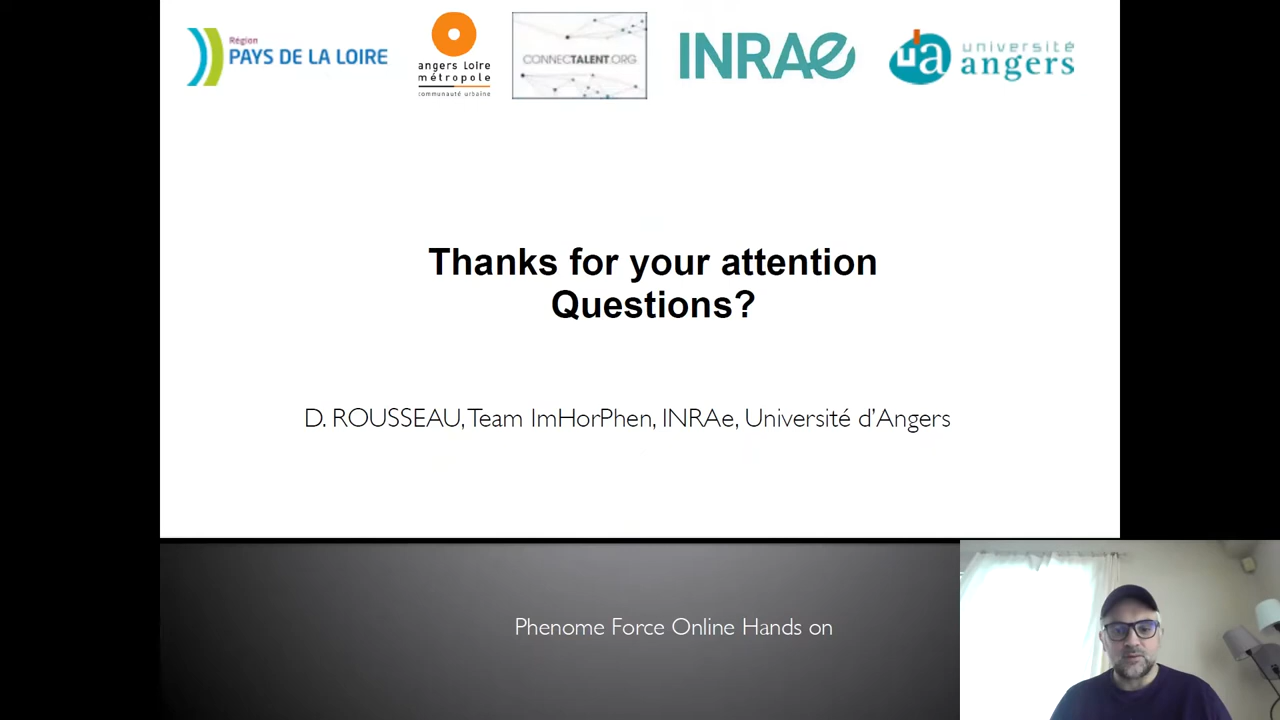 Région
PAYS DE LA LOIRE
angers Loire
métropole
communauté urbaine
CONNECTALENT.ORG
INRAE
ua
université
angers
Thanks for your attention
Questions?
D. ROUSSEAU, Team ImHorPhen, INRAe, Université d'Angers
Phenome Force Online Hands on